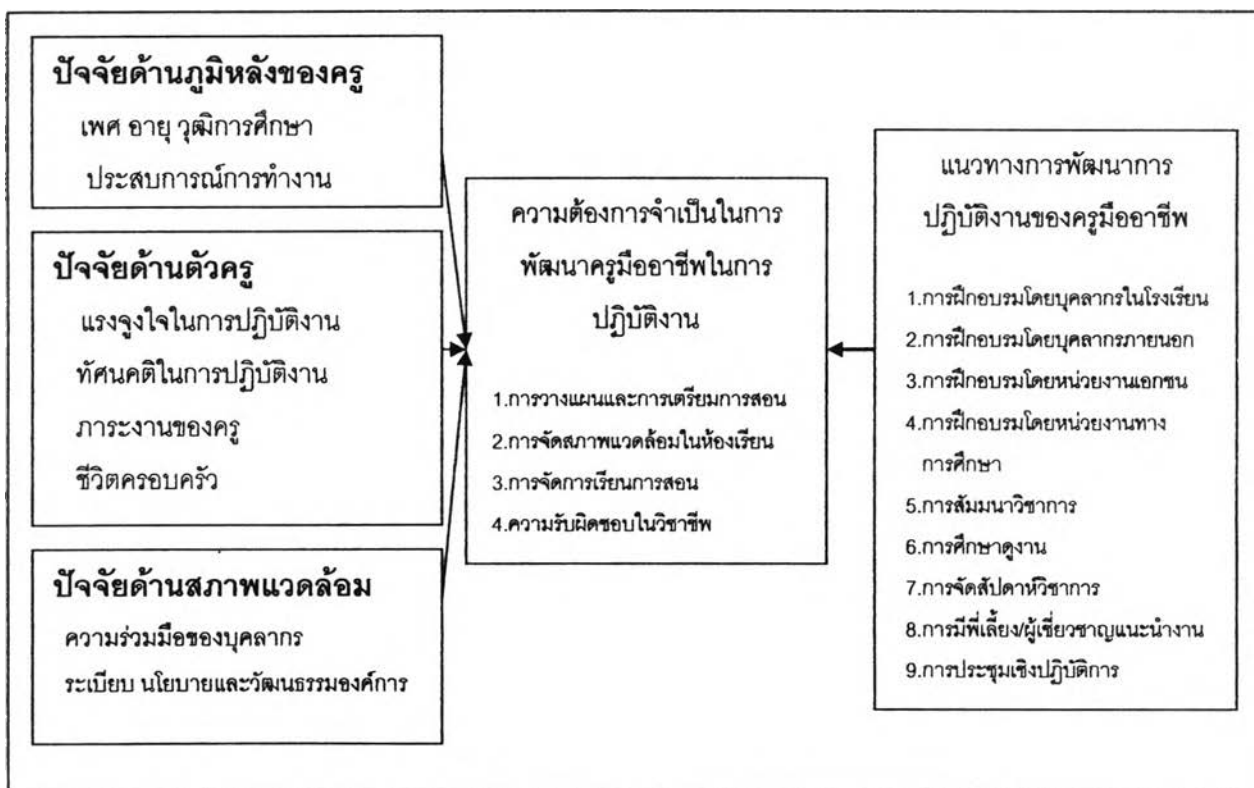 ปัจจัยด้านภูมิหลังของครู
เพศ อายุ วุฒิการศึกษา
ประสบการณ์การทำงาน
ปัจจัยด้านตัวครู
แรงจูงใจในการปฏิบัติงาน
ทัศนคติในการปฏิบัติงาน
ภาระงานของครู
ชีวิตครอบครัว
ปัจจัยด้านสภาพแวดล้อม
ความร่วมมือของบุคลากร
ระเบียบ นโยบายและวัฒนธรรมองค์การ
ความต้องการจำเป็นในการ
พัฒนาครูมืออาชีพในการ
ปฏิบัติงาน
1.การวางแผนและการเตรียมการสอน
2.การจัดสภาพแวดล้อมในห้องเรียน
3.การจัดการเรียนการสอน
4.ความรับผิดชอบในวิชาชีพ
แนวทางการพัฒนาการ
ปฏิบัติงานของครูมืออาชีพ
1.การฝึกอบรมโดยบุคลากรในโรงเรียน
2.การฝึกอบรมโดยบุคลากรภายนอก
3.การฝึกอบรมโดยหน่วยงานเอกชน
4.การฝึกอบรมโดยหน่วยงานทาง
การศึกษา
5.การสัมมนาวิชาการ
6.การศึกษาดูงาน
7.การจัดสัปดาห์วิชาการ
8.การมีพี่เลี้ยง/ผู้เชี่ยวชาญแนะนำงาน
9.การประชุมเชิงปฏิบัติการ